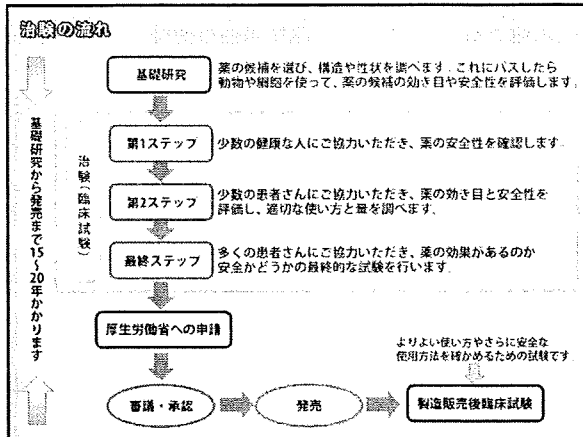 治験の流れ
基礎研究から発売まで15～20年かかります
基礎研究
薬の候補を選び、構造や性状を調べます。これにパスしたら
動物や細胞を使って、薬の候補の効き目や安全性を評価します。
治験(臨床試験)
第1ステップ
少数の健康な人にご協力いただき、薬の安全性を確認します。
第2ステップ
少数の患者さんにご協力いただき、薬の効き目と安全性を
評価し、適切な使い方と量を調べます。
最終ステップ
多くの患者さんにご協力いただき、薬の効果があるのか
安全かどうかの最終的な試験を行います。
厚生労働省への申請
よりよい使い方やさらに安全な
使用方法を確かめるための試験です
審議・承認
発売
製造販売後臨床試験